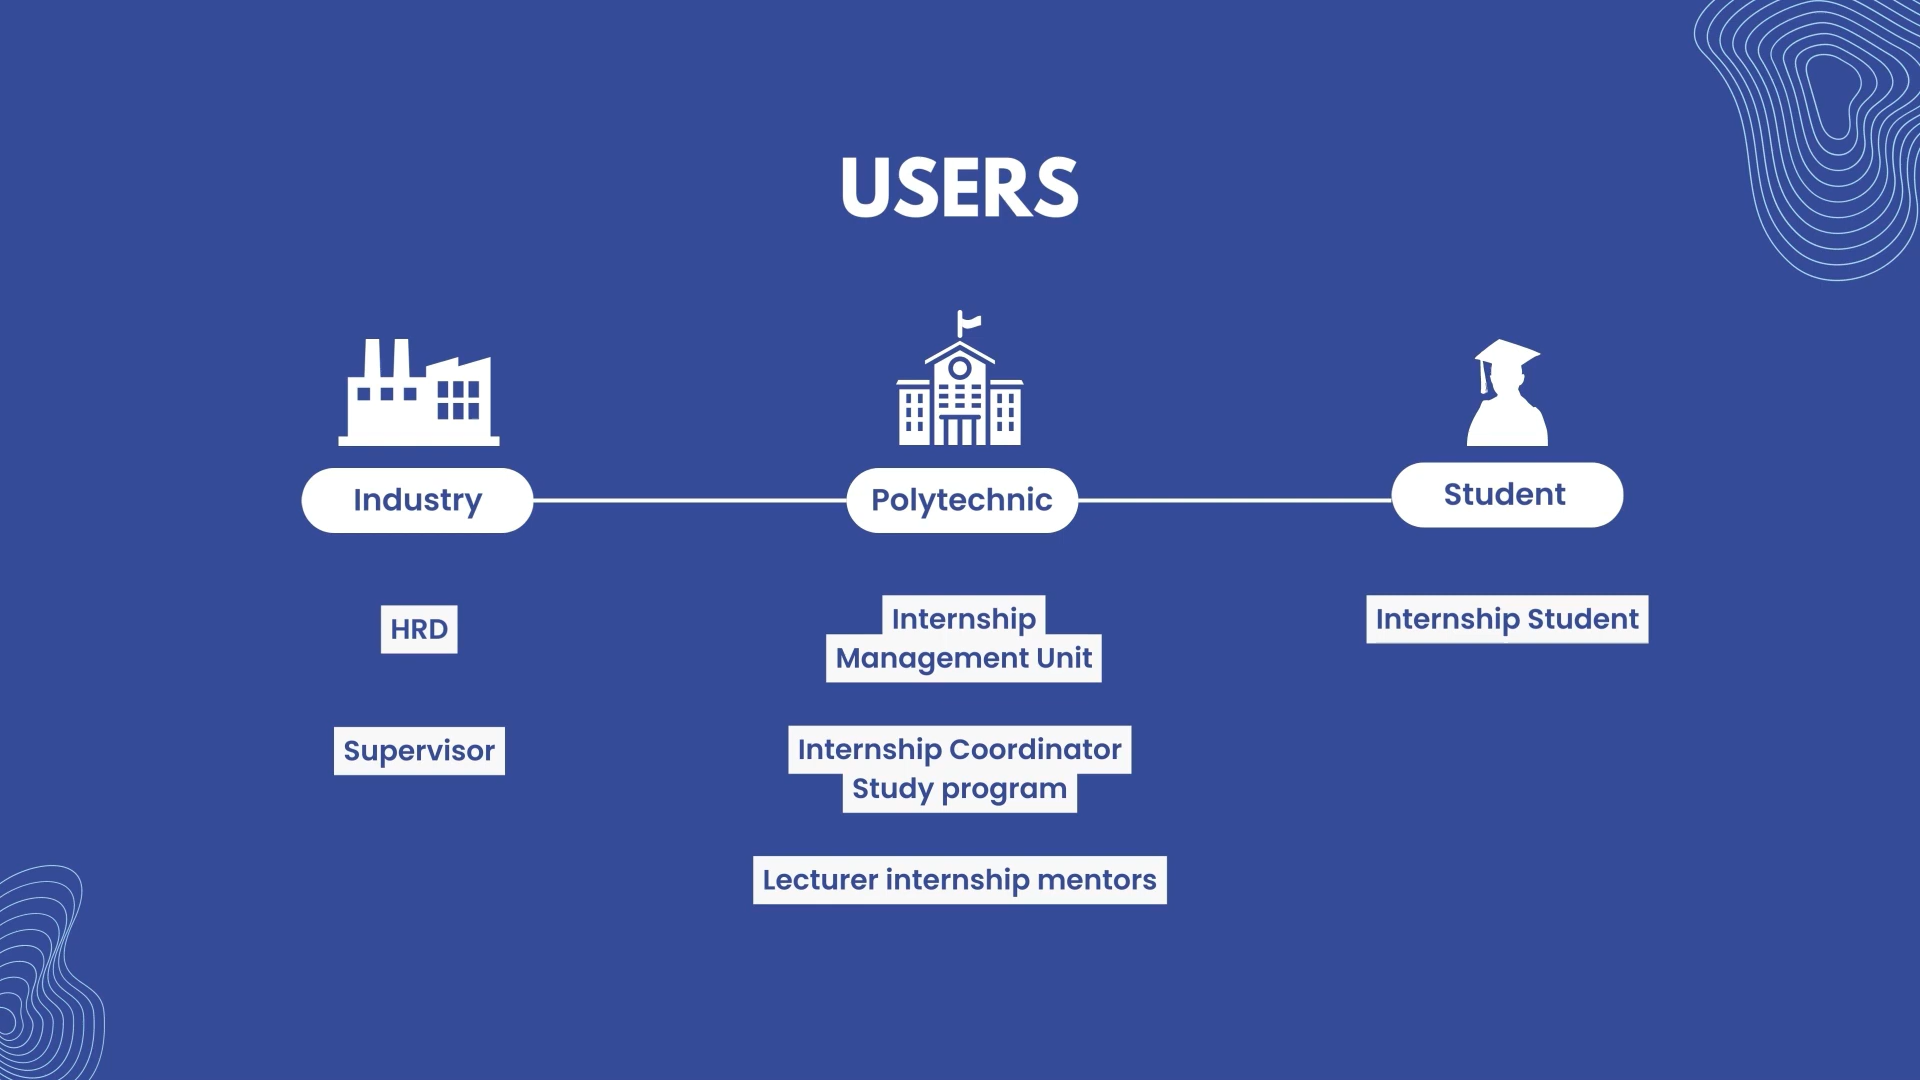 USERS
Industry
Polytechnic
Student
HRD
Supervisor
Internship
Management Unit
Internship Coordinator
Study program
Lecturer internship mentors
Internship Student